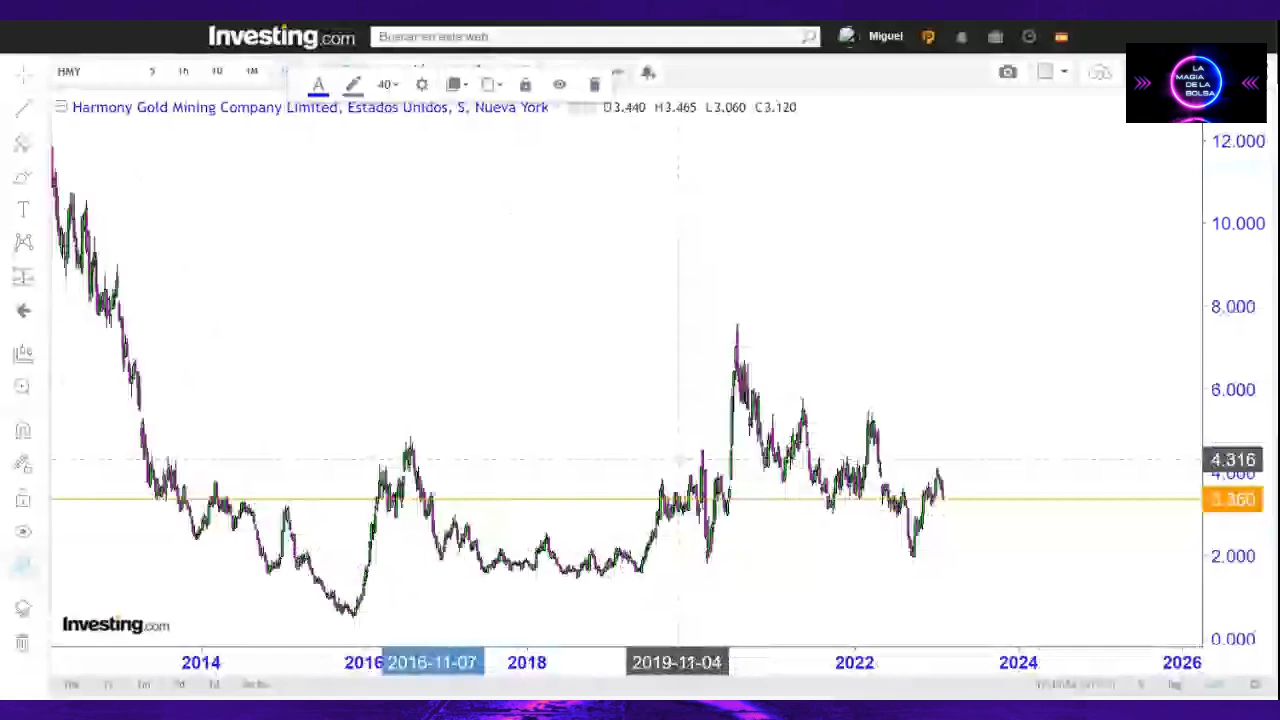 Investing.com
Buscar en esta web
Miguel
HMY
40
LA
MAGIA
DE LA
BOLSA
Harmony Gold Mining Company Limited, Estados Unidos, S, Nueva York
O3.440 H3.465 L3.060 C3.120
12.000
10.000
8.000
6.000
4.316
4.000
3.360
2.000
0.000
Investing.com
2014
2016
2016-11-07
2018
2019-11-04
2022
2024
2026